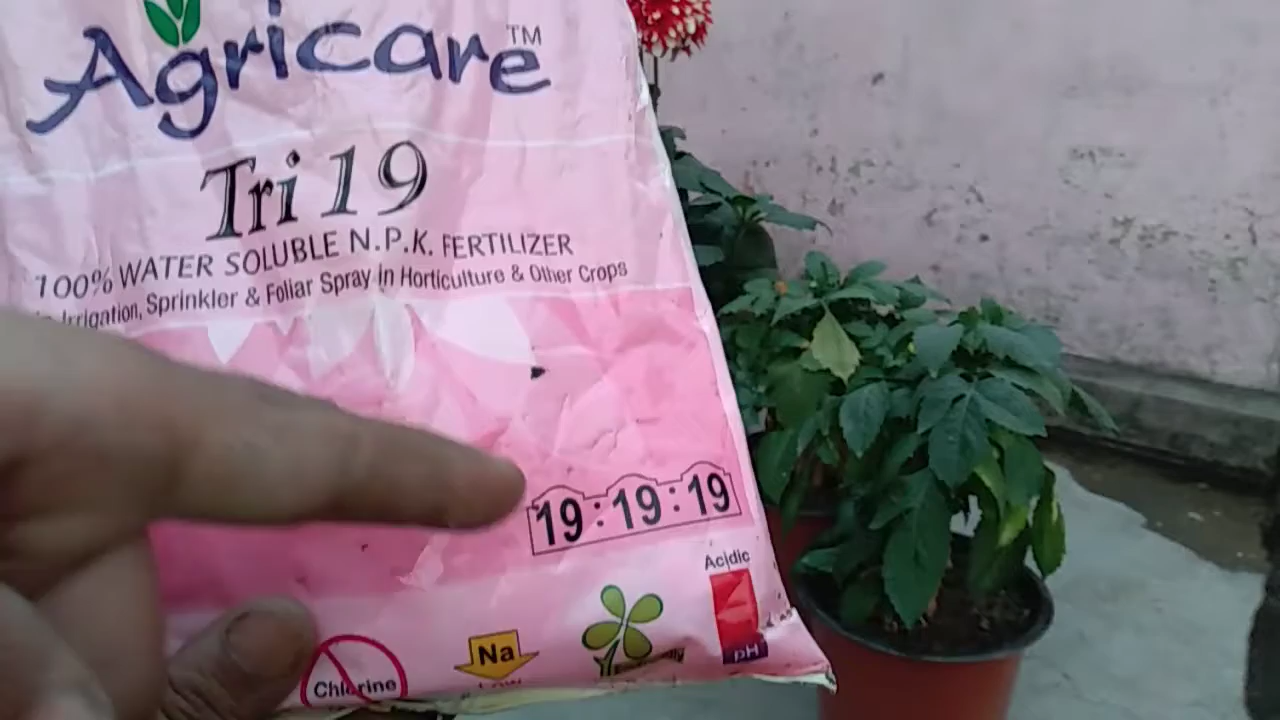 Agricare™
Tri 19
100% WATER SOLUBLE N.P.K. FERTILIZER
Irrigation, Sprinkler & Foliar Spray in Horticulture & Other Crops
19:19:19
Acidic
pH
Na
Low
Chlorine